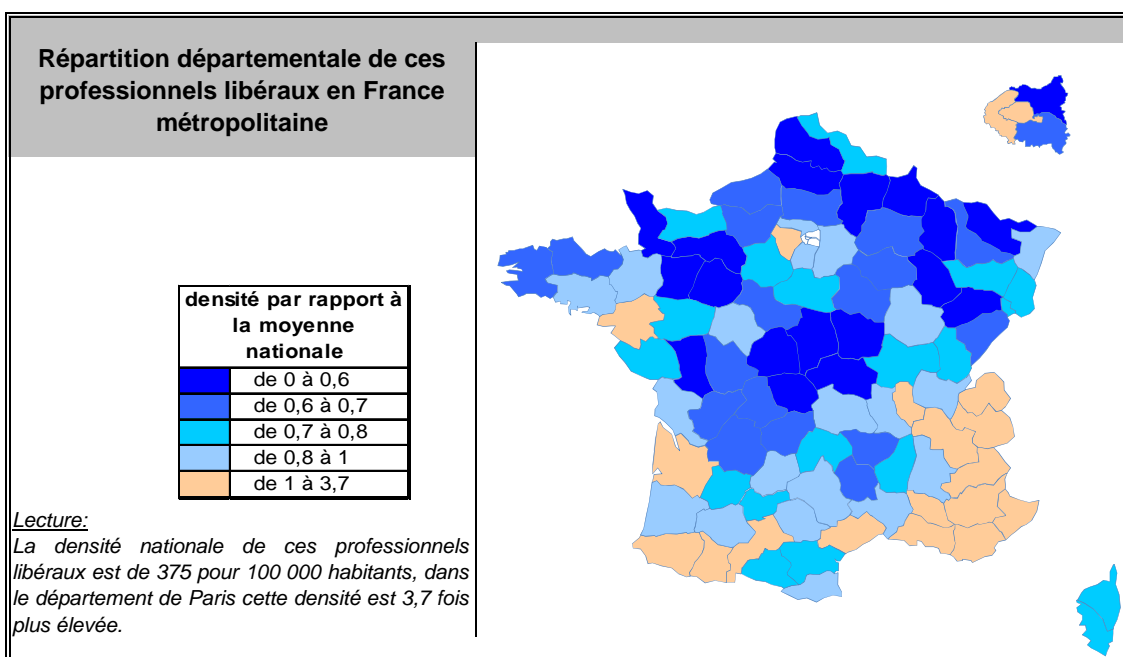 Répartition départementale de ces
professionnels libéraux en France
métropolitaine
densité par rapport à
la moyenne
nationale
de 0 à 0,6
de 0,6 à 0,7
de 0,7 à 0,8
de 0,8 à 1
de 1 à 3,7
Lecture:
La densité nationale de ces professionnels
libéraux est de 375 pour 100 000 habitants, dans
le département de Paris cette densité est 3,7 fois
plus élevée.